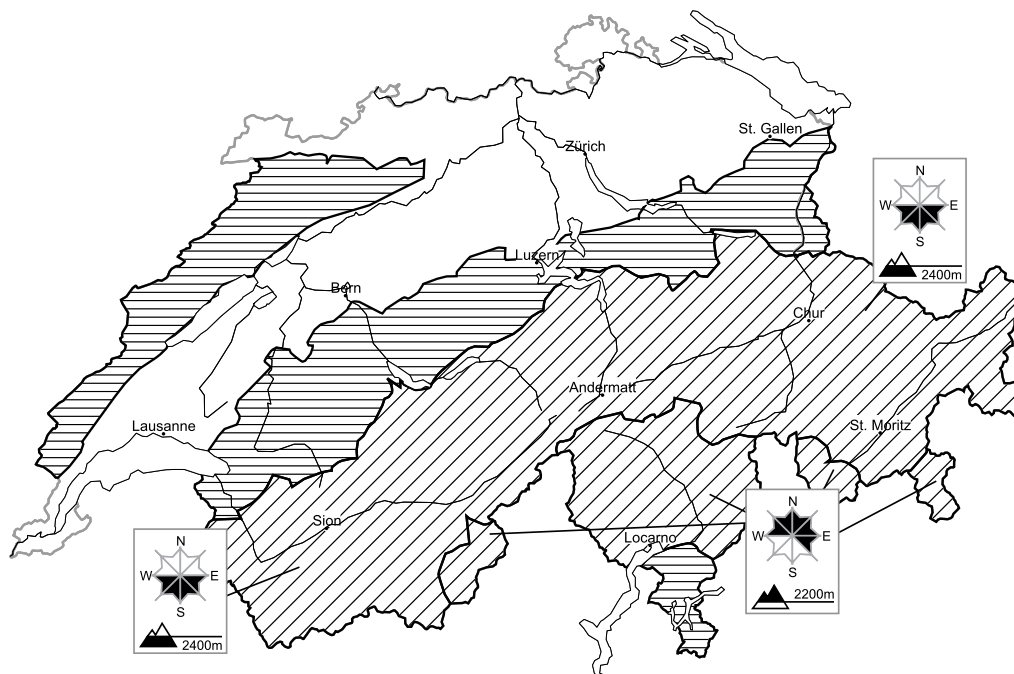 St. Gallen
Zürich
N
W E
S
2400m
Luzern
Bern
Chur
Andermatt
Lausanne
St. Moritz
N
W E
S
2200m
Sion
Locarno
N
W E
S
2400m